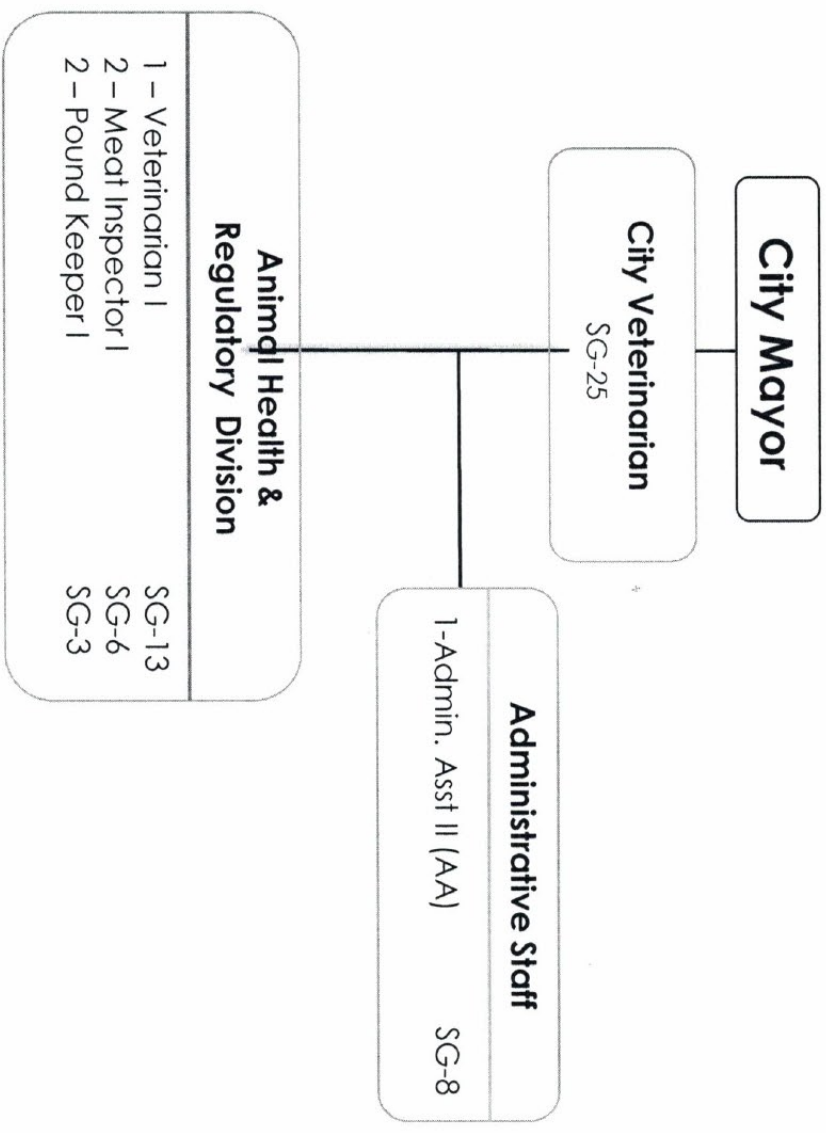 City Mayor
City Veterinarian
SG-25
Administrative Staff
1-Admin. Asst II (AA) SG-8
Animal Health &
Regulatory Division
1 – Veterinarian I SG-13
2 – Meat Inspector I SG-6
2 – Pound Keeper I SG-3